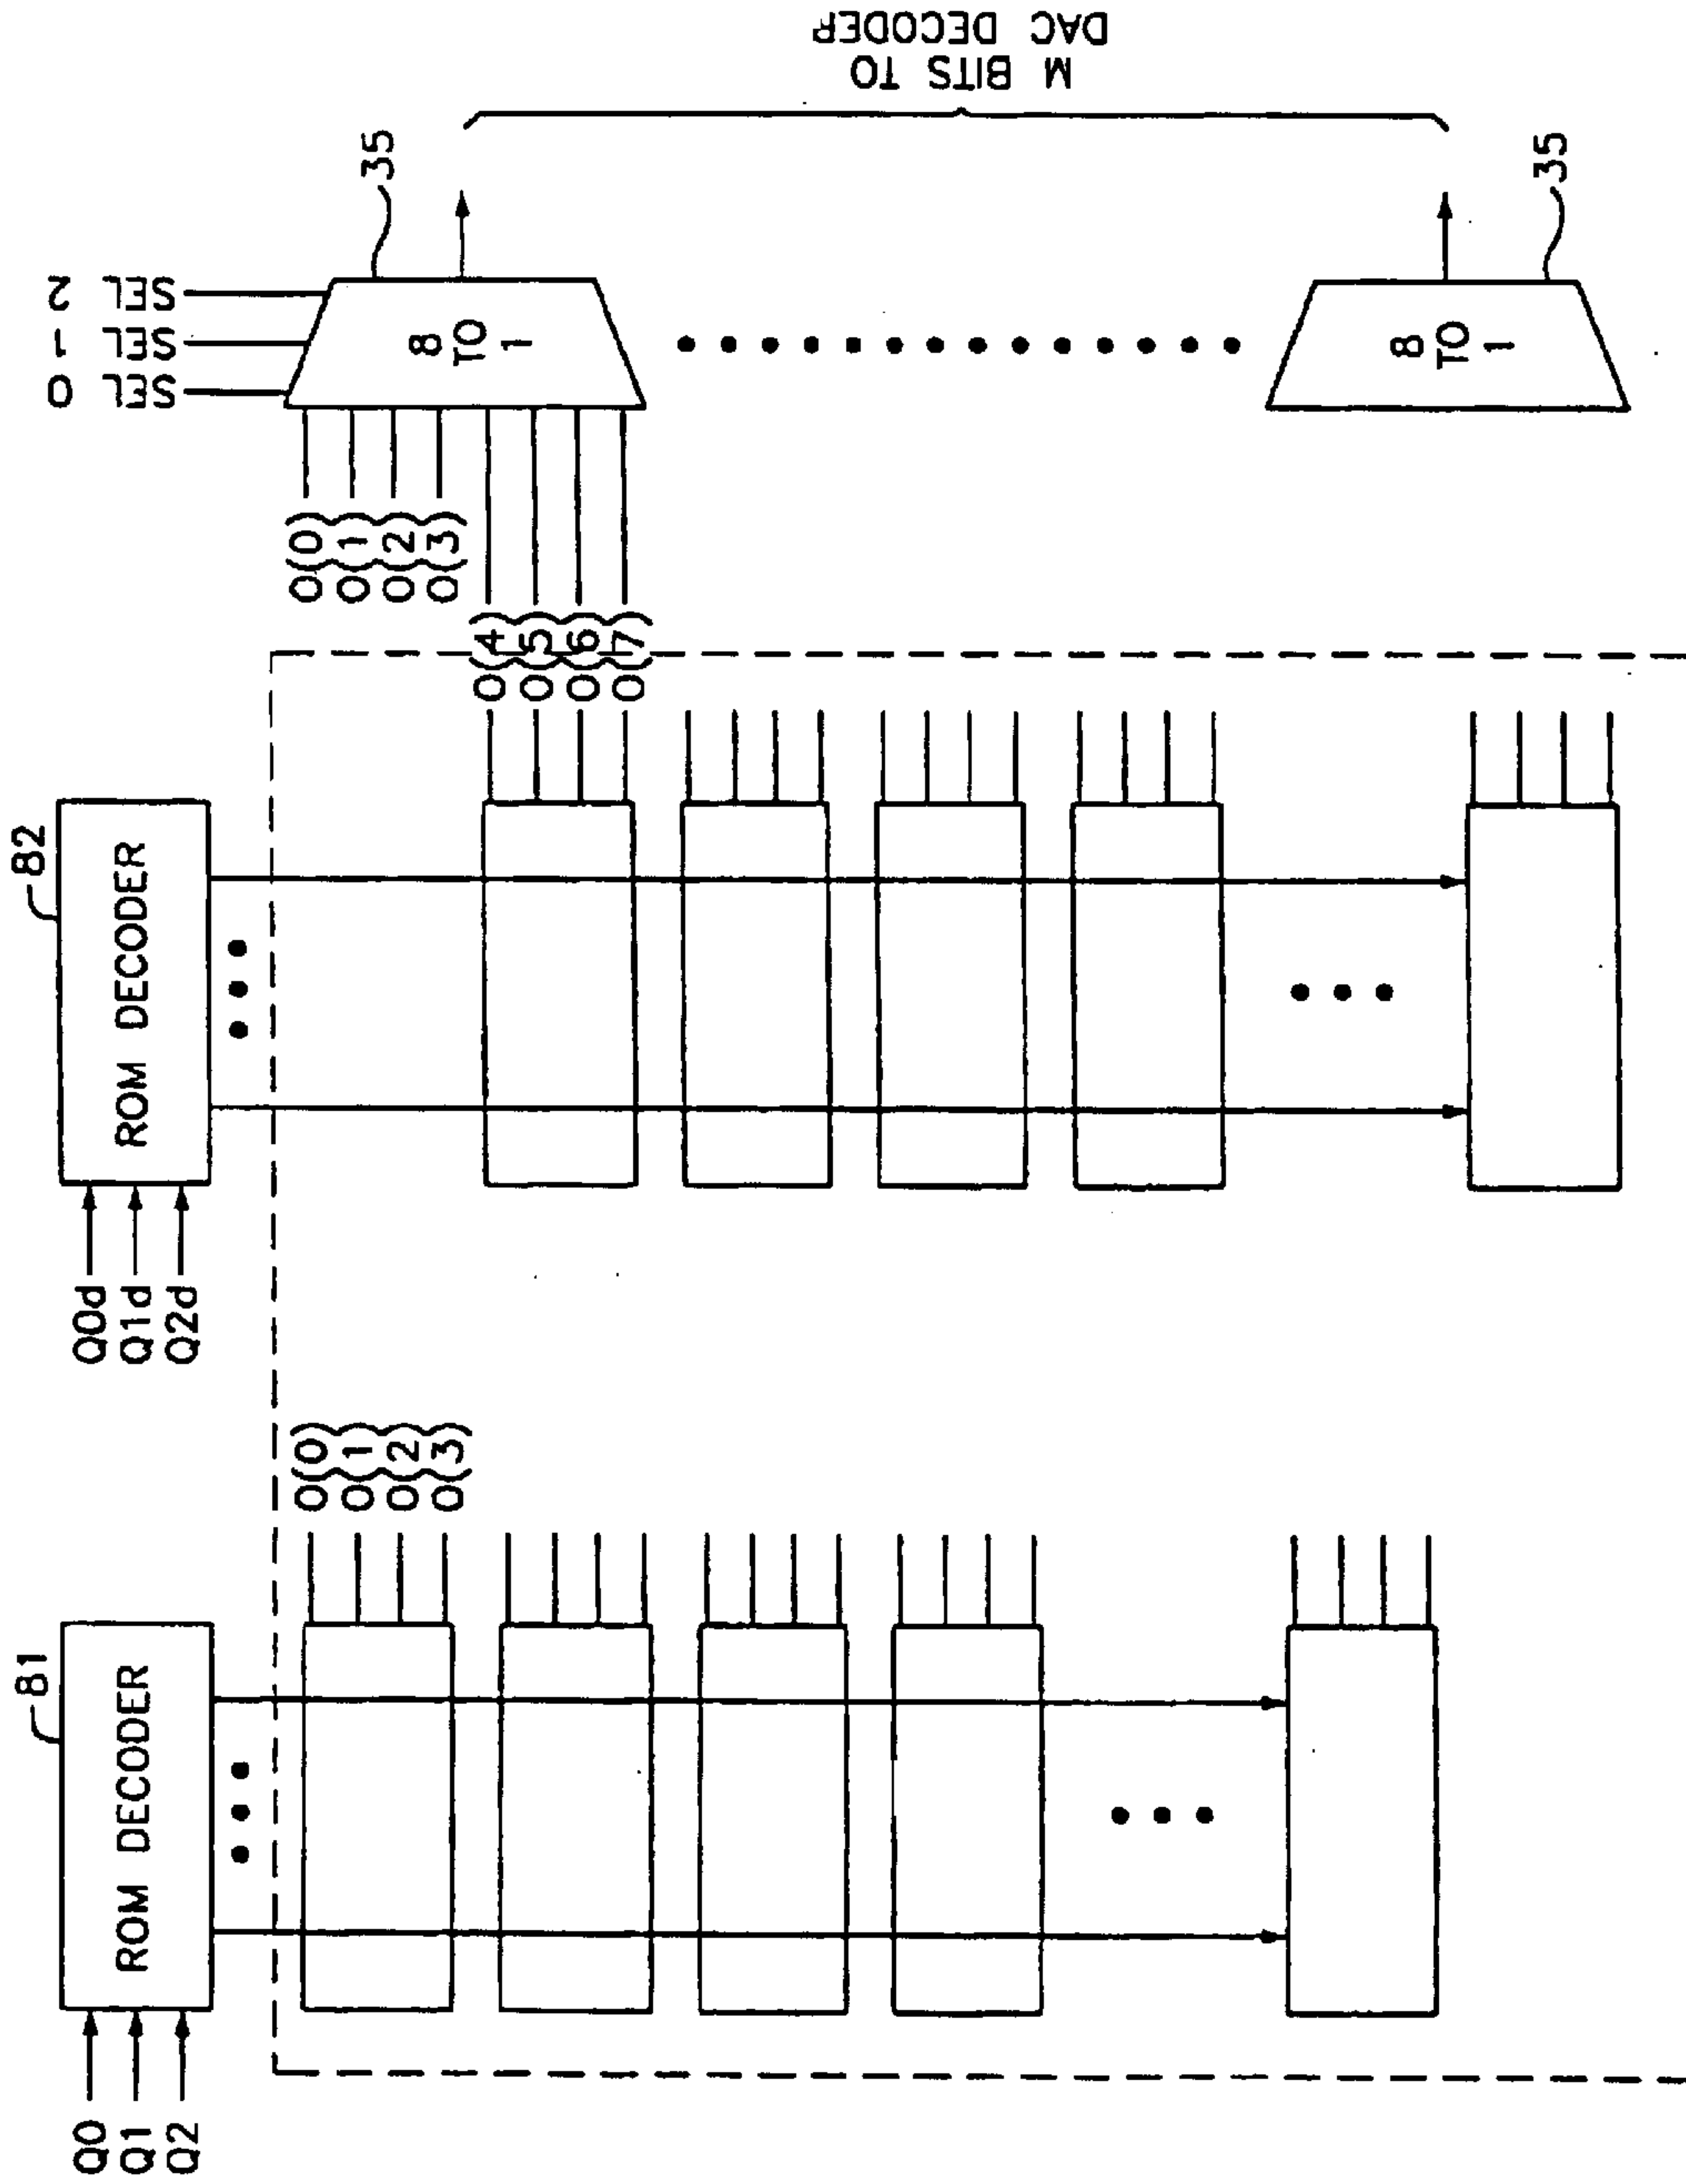 Q0
Q1
Q2
ROM DECODER
81
O(0)
O(1)
O(2)
O(3)
Q0d
Q1d
Q2d
ROM DECODER
82
O(4)
O(5)
O(6)
O(7)
O(0)
O(1)
O(2)
O(3)
SEL 0
SEL 1
SEL 2
8
TO
1
35
8
TO
1
35
M BITS TO
DAC DECODER